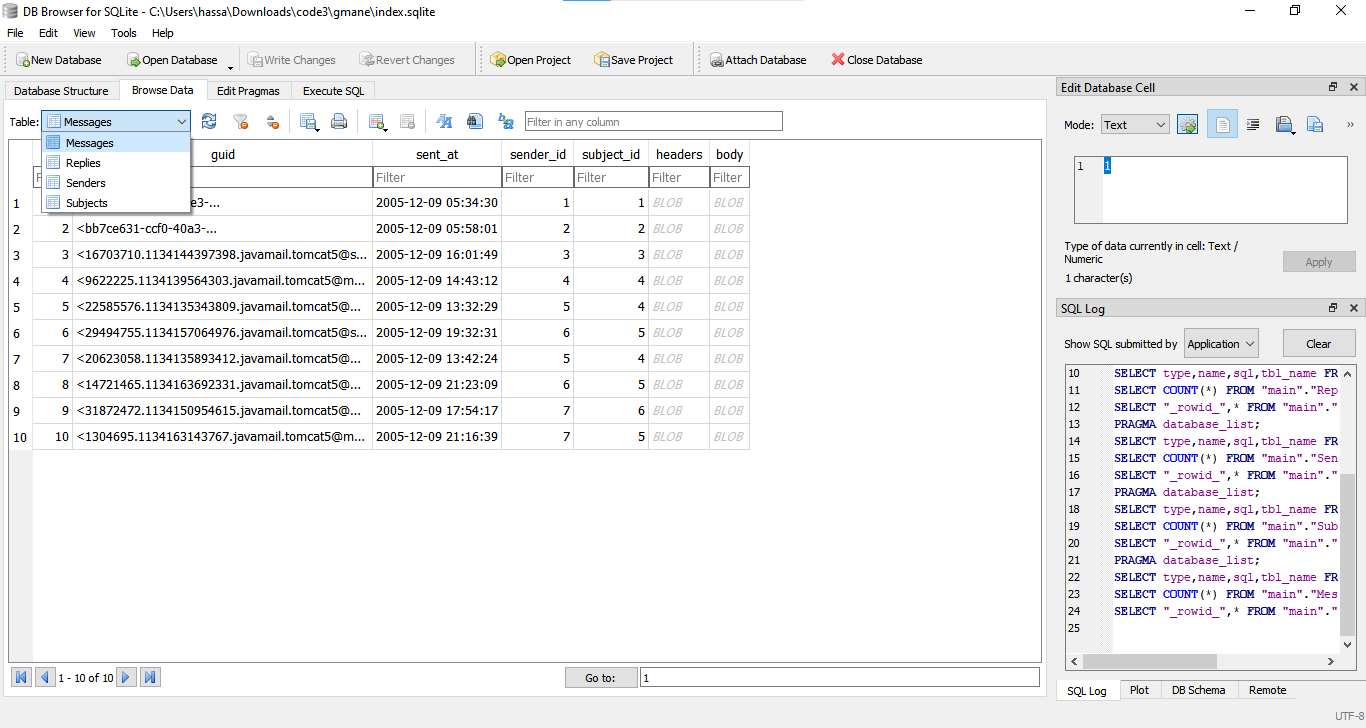 DB Browser for SQLite - C:\Users\hassa\Downloads\code3\gmane\index.sqlite
File Edit View Tools Help
New Database Open Database Write Changes Revert Changes Open Project Save Project Attach Database Close Database
Database Structure Browse Data Edit Pragmas Execute SQL
Table: Messages Filter in any column
Messages
Replies
Senders
Subjects
guid sent_at sender_id subject_id headers body
Filter Filter Filter Filter Filter
1 e3-... 2005-12-09 05:34:30 1 1 BLOB BLOB
2 2 <bb7ce631-ccf0-40a3-... 2005-12-09 05:58:01 2 2 BLOB BLOB
3 3 <16703710.1134144397398.javamail.tomcat5@s... 2005-12-09 16:01:49 3 3 BLOB BLOB
4 4 <9622225.1134139564303.javamail.tomcat5@m... 2005-12-09 14:43:12 4 4 BLOB BLOB
5 5 <22585576.1134135343809.javamail.tomcat5@... 2005-12-09 13:32:29 5 4 BLOB BLOB
6 6 <29494755.1134157064976.javamail.tomcat5@s... 2005-12-09 19:32:31 6 5 BLOB BLOB
7 7 <20623058.1134135893412.javamail.tomcat5@... 2005-12-09 13:42:24 5 4 BLOB BLOB
8 8 <14721465.1134163692331.javamail.tomcat5@... 2005-12-09 21:23:09 6 5 BLOB BLOB
9 9 <31872472.1134150954615.javamail.tomcat5@... 2005-12-09 17:54:17 7 6 BLOB BLOB
10 10 <1304695.1134163143767.javamail.tomcat5@m... 2005-12-09 21:16:39 7 5 BLOB BLOB
1 - 10 of 10 Go to: 1
Edit Database Cell
Mode: Text
1 1
Type of data currently in cell: Text /
Numeric
1 character(s)
Apply
SQL Log
Show SQL submitted by Application Clear
10 SELECT type,name,sql,tbl_name FR
11 SELECT COUNT(*) FROM "main"."Rep
12 SELECT "_rowid_",* FROM "main"."
13 PRAGMA database_list;
14 SELECT type,name,sql,tbl_name FR
15 SELECT COUNT(*) FROM "main"."Sen
16 SELECT "_rowid_",* FROM "main"."
17 PRAGMA database_list;
18 SELECT type,name,sql,tbl_name FR
19 SELECT COUNT(*) FROM "main"."Sub
20 SELECT "_rowid_",* FROM "main"."
21 PRAGMA database_list;
22 SELECT type,name,sql,tbl_name FR
23 SELECT COUNT(*) FROM "main"."Mes
24 SELECT "_rowid_",* FROM "main"."
25
SQL Log Plot DB Schema Remote
UTF-8